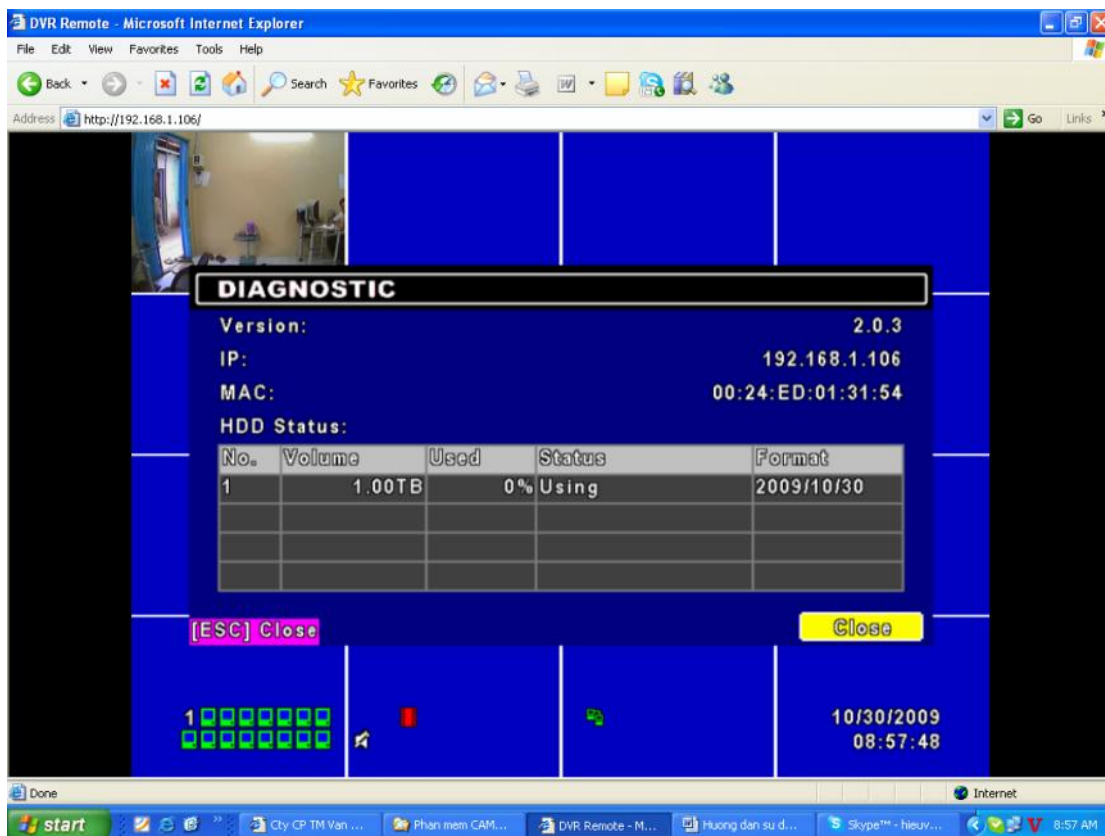 DVR Remote - Microsoft Internet Explorer
File Edit View Favorites Tools Help
Back Search Favorites
Address http://192.168.1.106/ Go Links
DIAGNOSTIC
Version: 2.0.3
IP: 192.168.1.106
MAC: 00:24:ED:01:31:54
HDD Status:
No. Volume Used Status Format
1 1.00TB 0% Using 2009/10/30
[ESC] Close Close
1 10/30/2009
08:57:48
Done Internet
start Cty CP TM Van ... Phan mem CAM... DVR Remote - M... Huong dan su d... Skype™ - hieuv... 8:57 AM